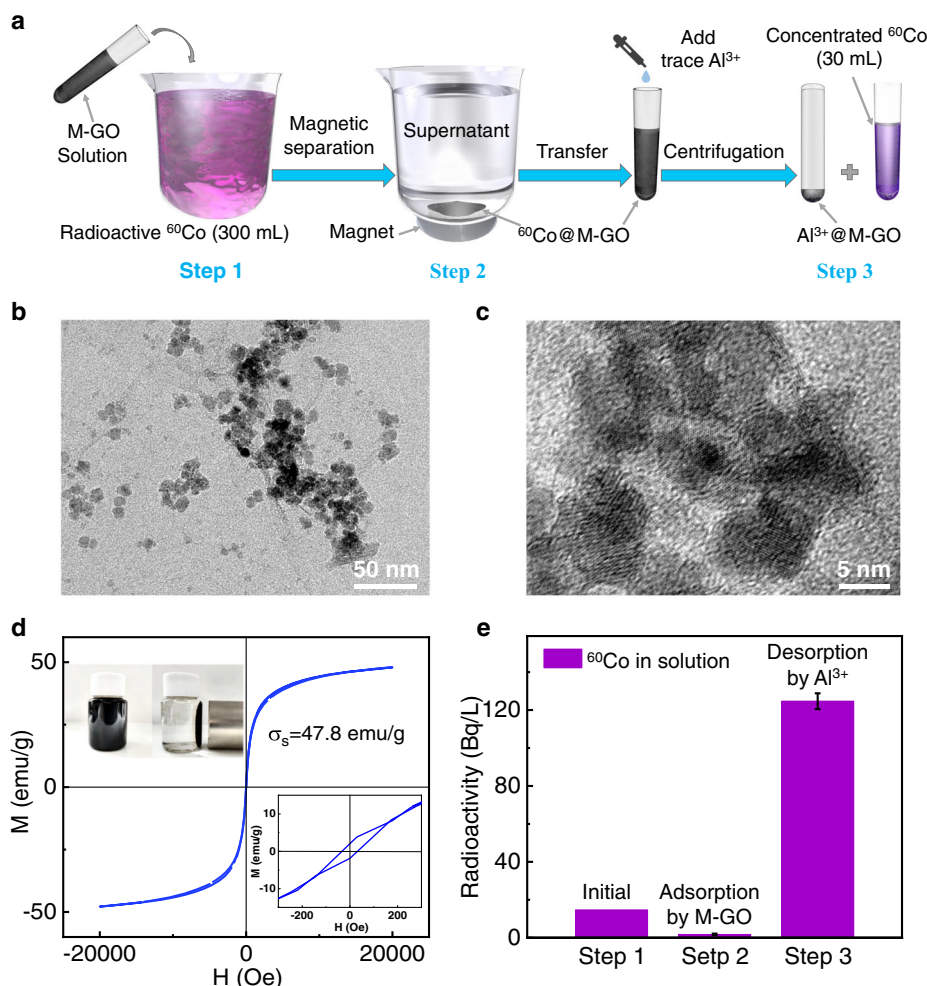 a
M-GO
Solution
Radioactive ⁶⁰Co (300 mL)
Step 1
Magnetic
separation
Supernatant
Magnet
Step 2
Transfer
⁶⁰Co@M-GO
Add
trace Al³⁺
Centrifugation
Concentrated ⁶⁰Co
(30 mL)
Al³⁺@M-GO
Step 3
b
50 nm
c
5 nm
d
M (emu/g)
50
0
-50
-20000 0 20000
H (Oe)
σs=47.8 emu/g
M (emu/g)
10
0
-10
-200 0 200
H (Oe)
e
Radioactivity (Bq/L)
120
80
40
0
⁶⁰Co in solution
Desorption
by Al³⁺
Initial
Adsorption
by M-GO
Step 1 Setp 2 Step 3